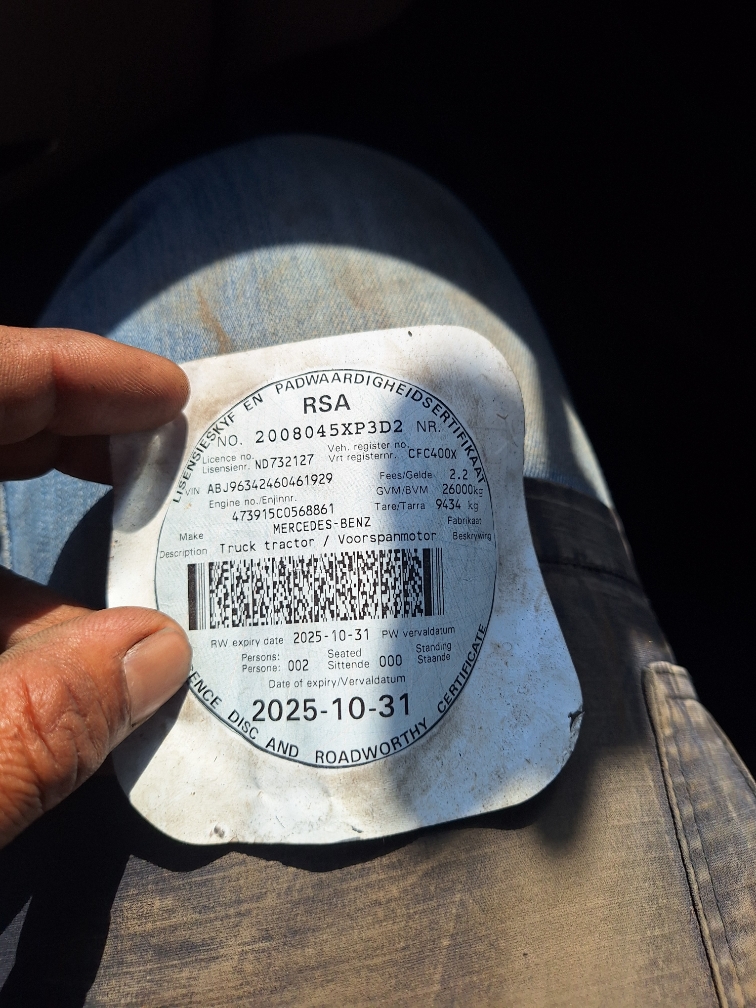 LISENSIESKYF EN PADWAARDIGHEIDSERTIFIKAAT
RSA
NO. 2008045XP3D2 NR.
Licence no. Veh. register no.
Lisensienr. ND732127 Vrt registernr. CFC400X
VIN ABJ96342460461929 Fees/Gelde 2.2
Engine no./Enjinnr. GVM/BVM 26000kg
473915C0568861 Tare/Tarra 9434 kg
Make MERCEDES-BENZ Fabrikaat
Description Truck tractor / Voorspanmotor Beskrywing
RW expiry date 2025-10-31 PW vervaldatum
Persons: Seated Standing
Persone: 002 Sittende 000 Staande
Date of expiry/Vervaldatum
2025-10-31
ENCE DISC AND ROADWORTHY CERTIFICATE